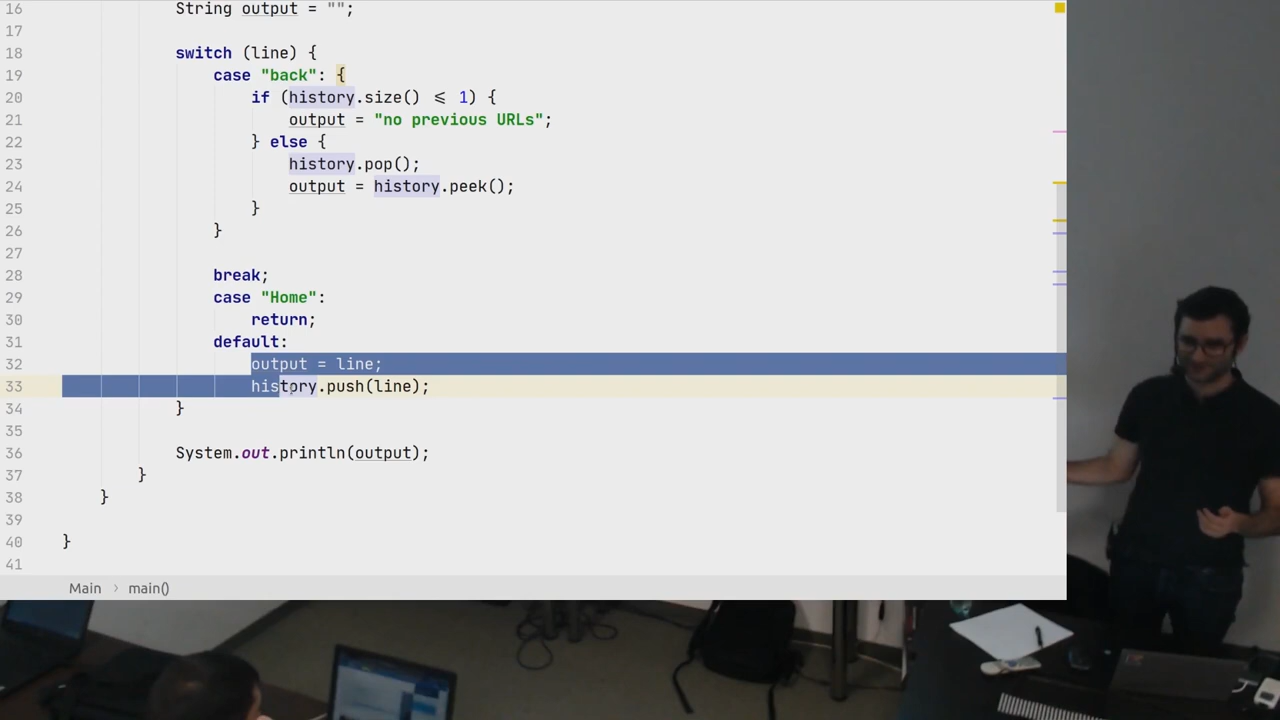 16 String output = "";
17
18 switch (line) {
19 case "back": {
20 if (history.size() <= 1) {
21 output = "no previous URLs";
22 } else {
23 history.pop();
24 output = history.peek();
25 }
26 }
27
28 break;
29 case "Home":
30 return;
31 default:
32 output = line;
33 history.push(line);
34 }
35
36 System.out.println(output);
37 }
38 }
39
40 }
41
Main › main()